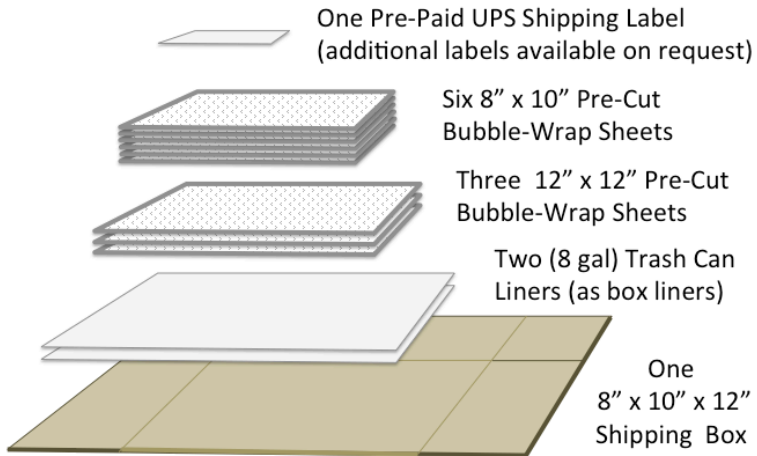 One Pre-Paid UPS Shipping Label
(additional labels available on request)
Six 8” x 10” Pre-Cut
Bubble-Wrap Sheets
Three 12” x 12” Pre-Cut
Bubble-Wrap Sheets
Two (8 gal) Trash Can
Liners (as box liners)
One
8” x 10” x 12”
Shipping Box